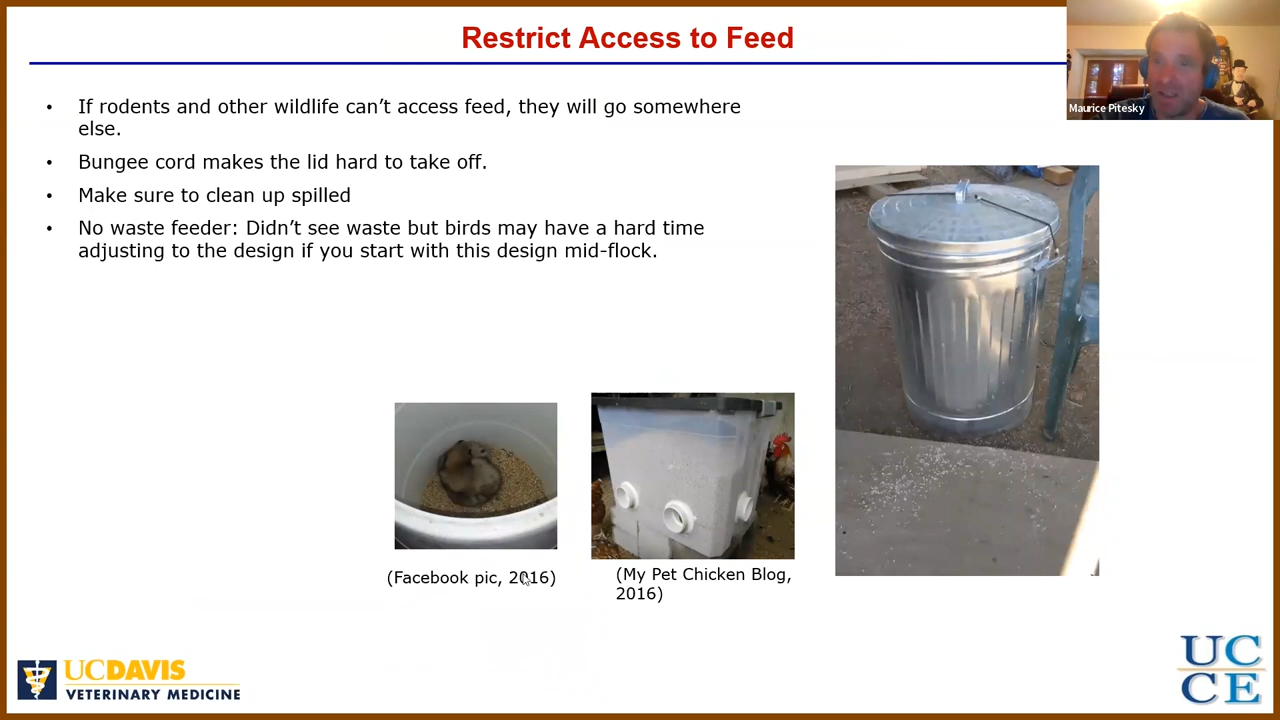 Restrict Access to Feed
Maurice Pitesky
• If rodents and other wildlife can’t access feed, they will go somewhere
else.
• Bungee cord makes the lid hard to take off.
• Make sure to clean up spilled
• No waste feeder: Didn’t see waste but birds may have a hard time
adjusting to the design if you start with this design mid-flock.
(Facebook pic, 2016)
(My Pet Chicken Blog,
2016)
UCDAVIS
VETERINARY MEDICINE
UC
CE